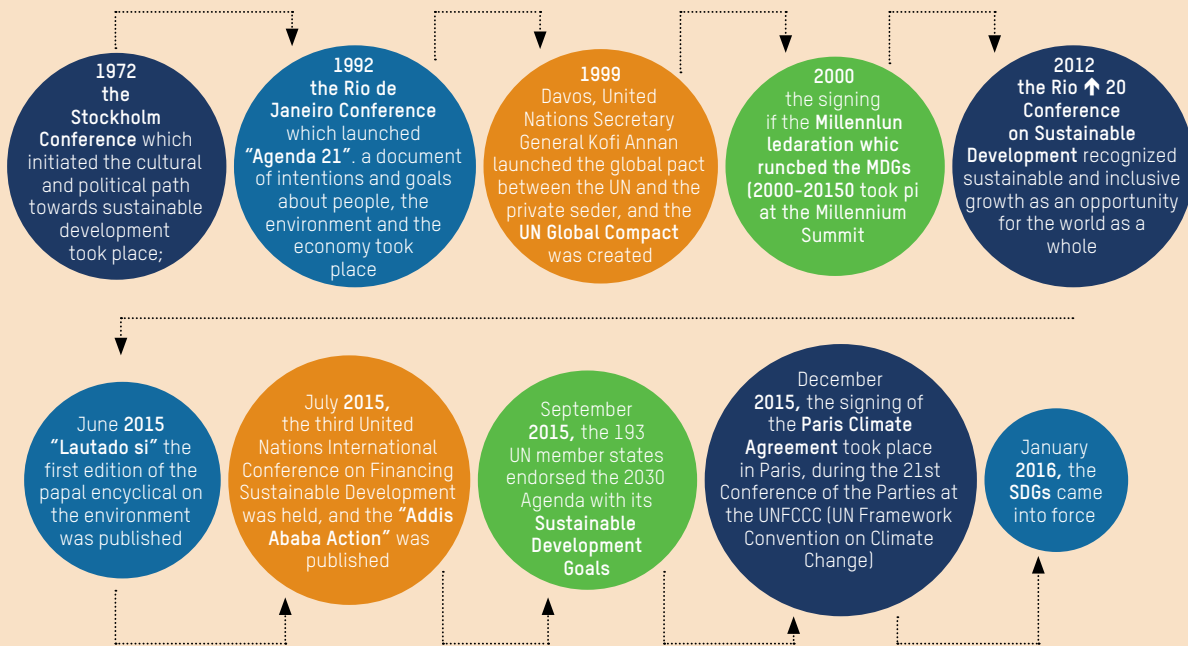 1972
the
Stockholm
Conference which
initiated the cultural
and political path
towards sustainable
development
took place;
1992
the Rio de
Janeiro Conference
which launched
"Agenda 21". a document
of intentions and goals
about people, the
environment and the
economy took
place
1999
Davos, United
Nations Secretary
General Kofi Annan
launched the global pact
between the UN and the
private seder, and the
UN Global Compact
was created
2000
the signing
if the Millennlun
ledaration whic
runcbed the MDGs
(2000-20150 took pi
at the Millennium
Summit
2012
the Rio ↑ 20
Conference
on Sustainable
Development recognized
sustainable and inclusive
growth as an opportunity
for the world as a
whole
June 2015
"Lautado si" the
first edition of the
papal encyclical on
the environment
was published
July 2015,
the third United
Nations International
Conference on Financing
Sustainable Development
was held, and the "Addis
Ababa Action" was
published
September
2015, the 193
UN member states
endorsed the 2030
Agenda with its
Sustainable
Development
Goals
December
2015, the signing of
the Paris Climate
Agreement took place
in Paris, during the 21st
Conference of the Parties at
the UNFCCC (UN Framework
Convention on Climate
Change)
January
2016, the
SDGs came
into force